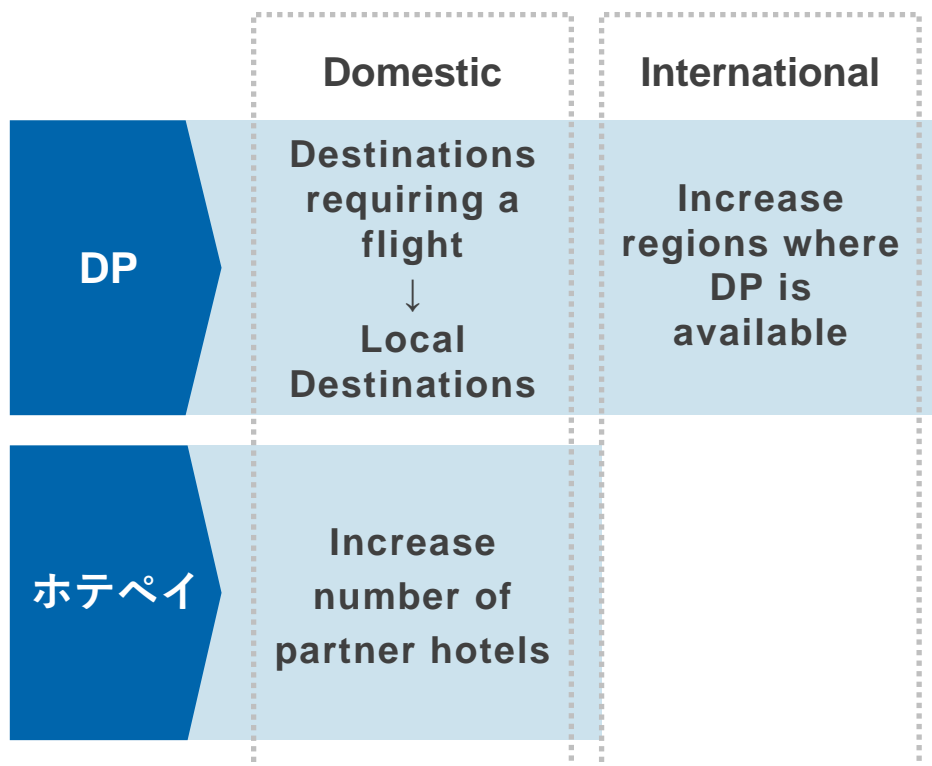 Domestic
International
DP
Destinations
requiring a
flight
↓
Local
Destinations
Increase
regions where
DP is
available
ホテペイ
Increase
number of
partner hotels